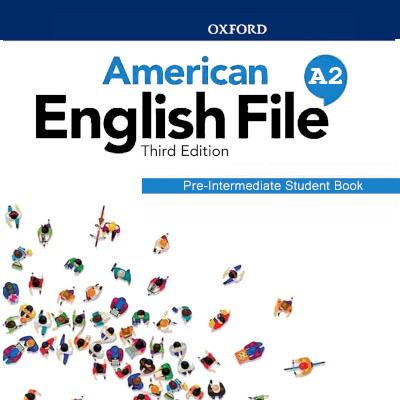 OXFORD
American A2
English File
Third Edition
Pre-Intermediate Student Book